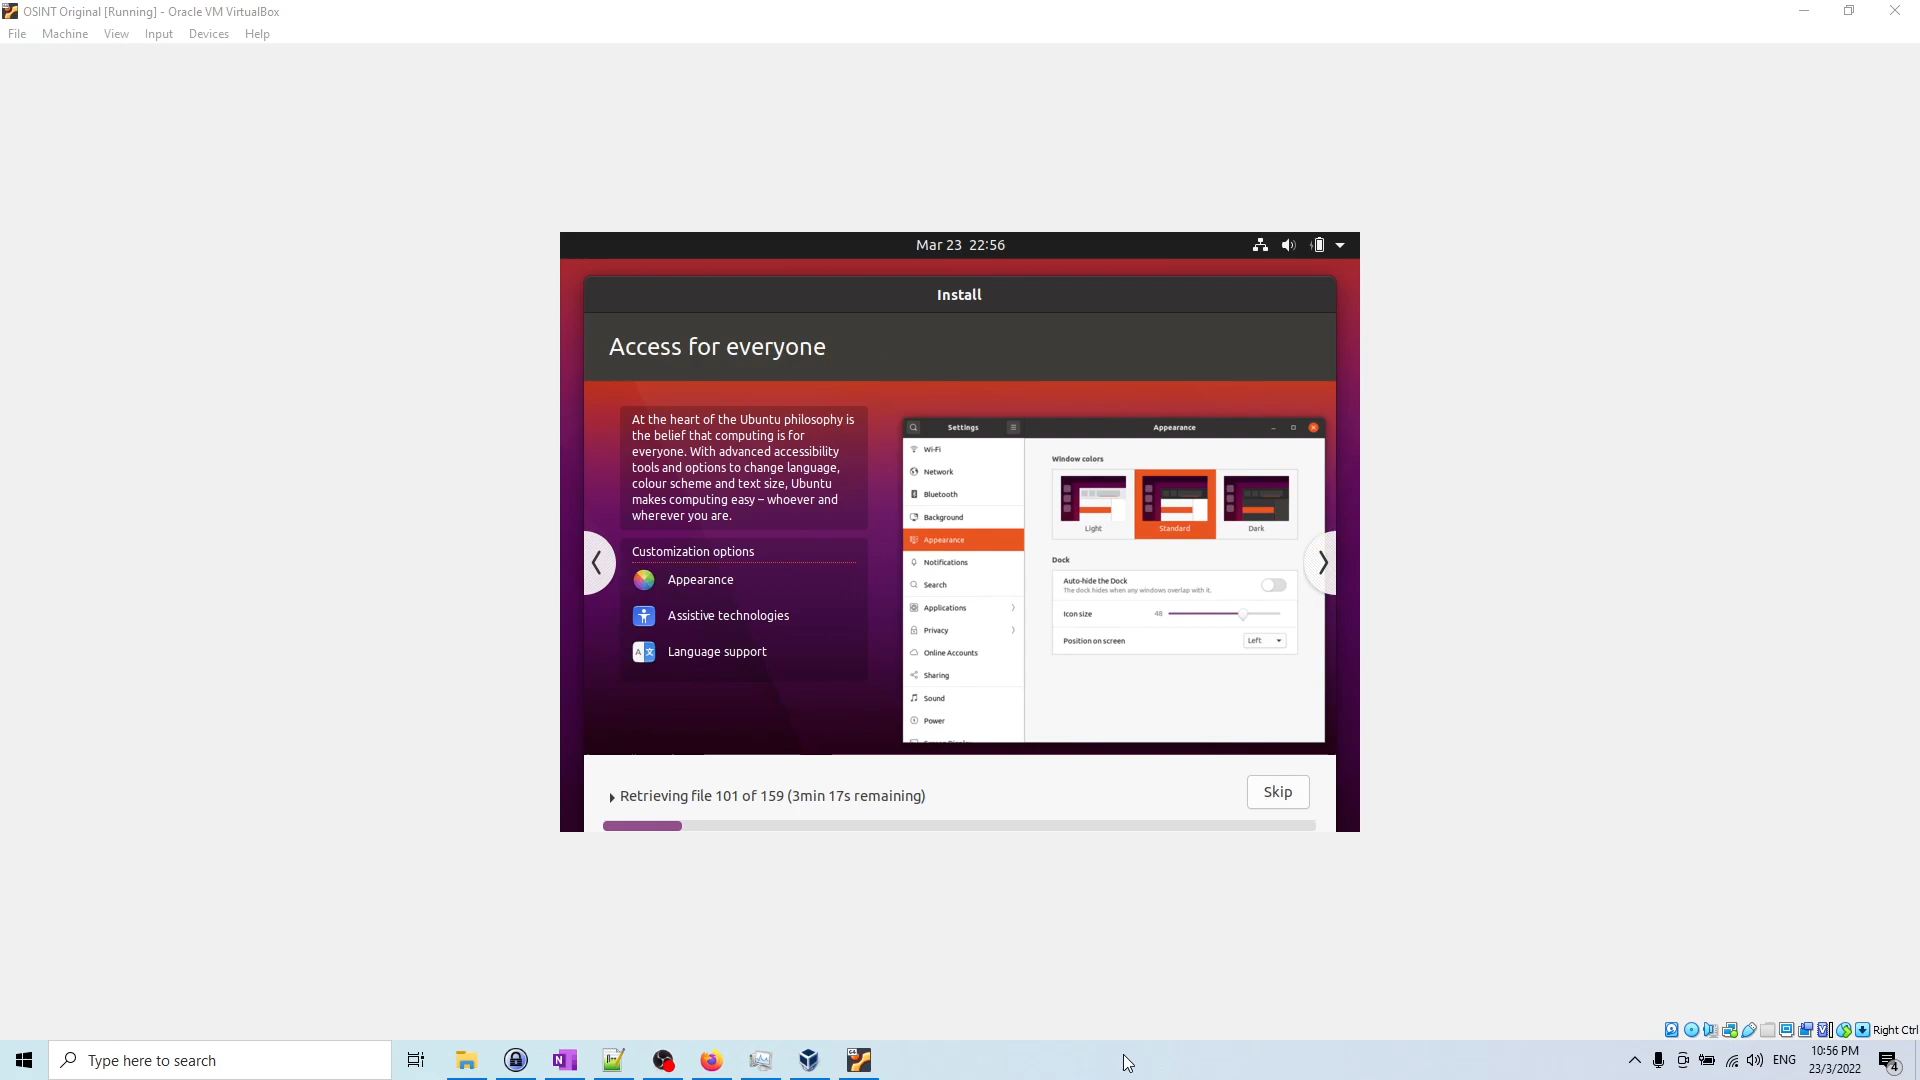 OSINT Original [Running] - Oracle VM VirtualBox
File Machine View Input Devices Help
Mar 23 22:56
Install
Access for everyone
At the heart of the Ubuntu philosophy is
the belief that computing is for
everyone. With advanced accessibility
tools and options to change language,
colour scheme and text size, Ubuntu
makes computing easy – whoever and
wherever you are.
Customization options
Appearance
Assistive technologies
Language support
Settings
Appearance
Wi-Fi
Network
Bluetooth
Background
Appearance
Notifications
Search
Applications
Privacy
Online Accounts
Sharing
Sound
Power
Window colors
Light Standard Dark
Dock
Auto-hide the Dock
The dock hides when any windows overlap with it.
Icon size 48
Position on screen Left
Retrieving file 101 of 159 (3min 17s remaining)
Skip
Right Ctrl
Type here to search
ENG
10:56 PM
23/3/2022
4